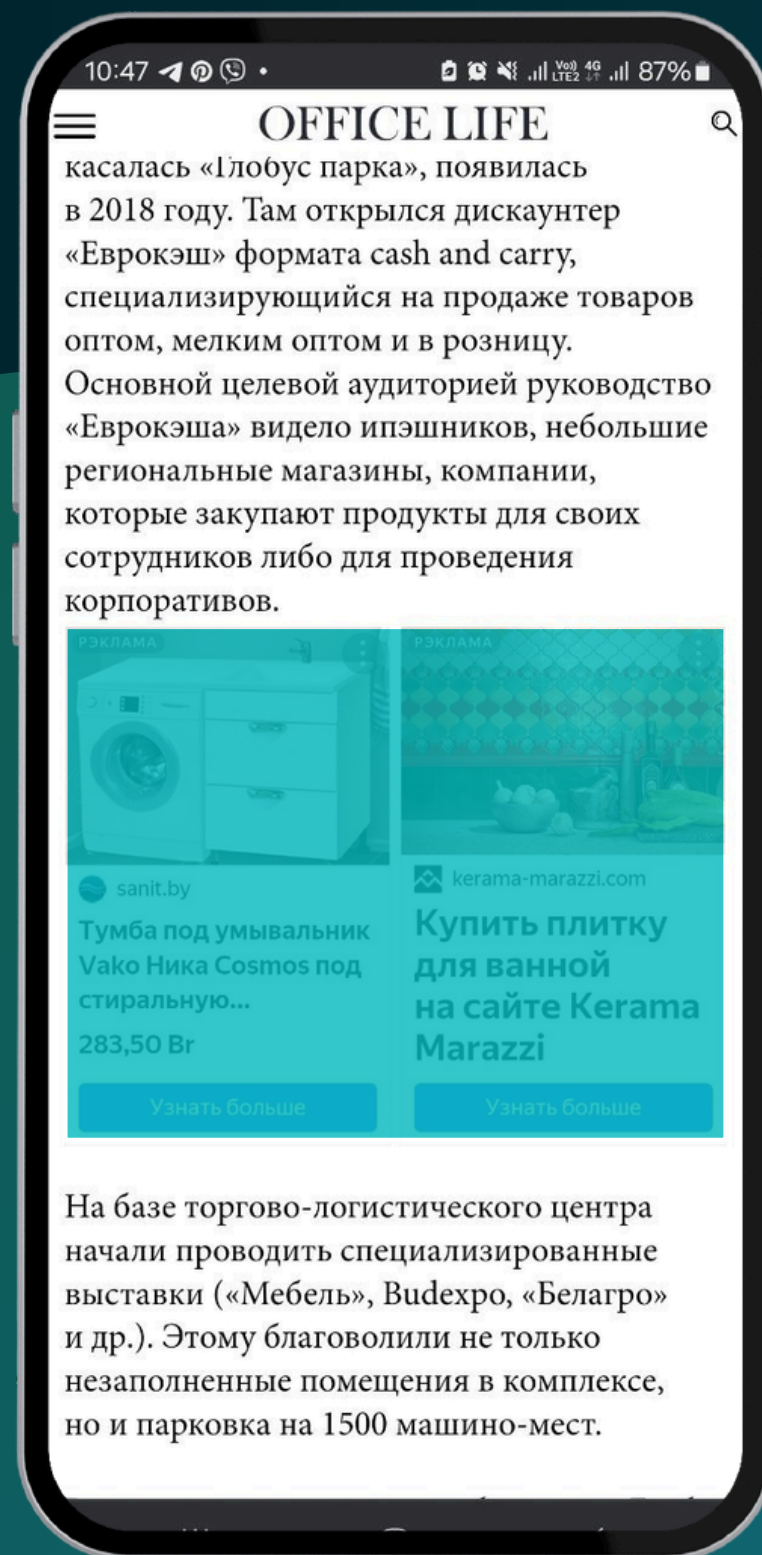 10:47
Vo)) 4G
LTE2
87%
OFFICE LIFE
касалась «Глобус парка», появилась
в 2018 году. Там открылся дискаунтер
«Еврокэш» формата cash and carry,
специализирующийся на продаже товаров
оптом, мелким оптом и в розницу.
Основной целевой аудиторией руководство
«Еврокэша» видело ипэшников, небольшие
региональные магазины, компании,
которые закупают продукты для своих
сотрудников либо для проведения
корпоративов.
РЭКЛАМА
sanit.by
Тумба под умывальник
Vako Ника Cosmos под
стиральную...
283,50 Br
Узнать больше
РЭКЛАМА
kerama-marazzi.com
Купить плитку
для ванной
на сайте Kerama
Marazzi
Узнать больше
На базе торгово-логистического центра
начали проводить специализированные
выставки («Мебель», Budexpo, «Белагро»
и др.). Этому благоволили не только
незаполненные помещения в комплексе,
но и парковка на 1500 машино-мест.